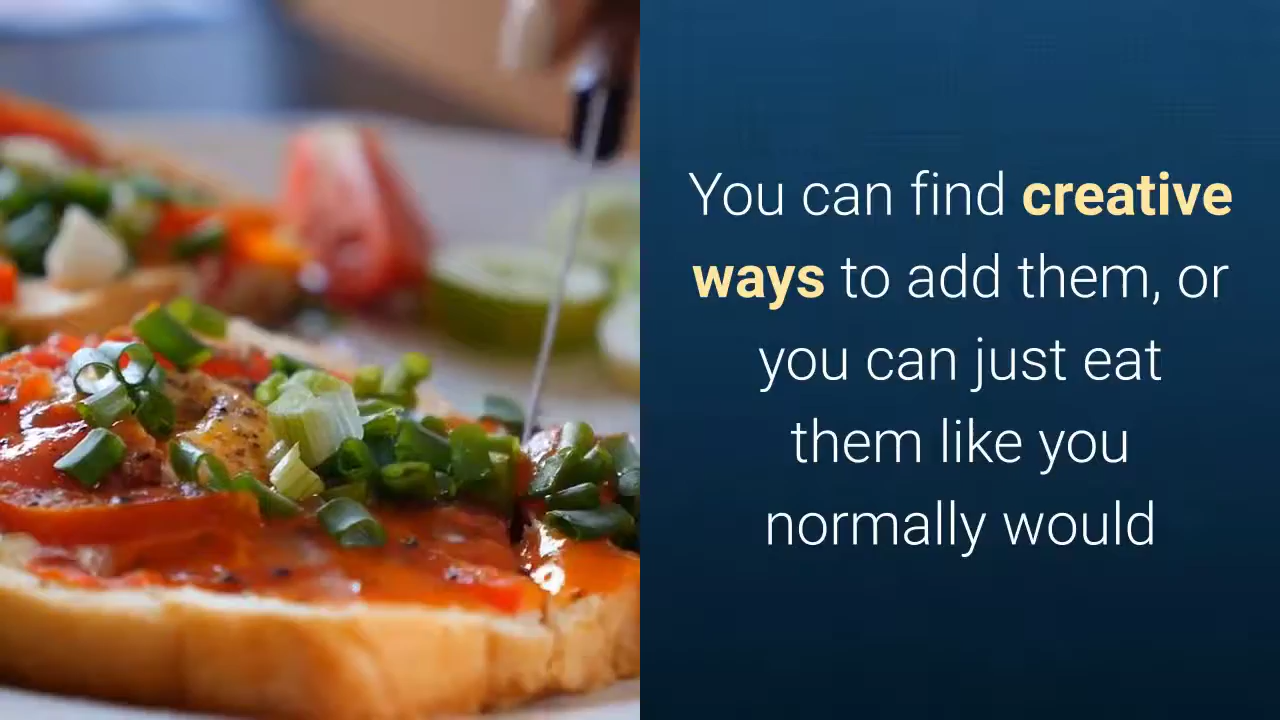 You can find creative
ways to add them, or
you can just eat
them like you
normally would